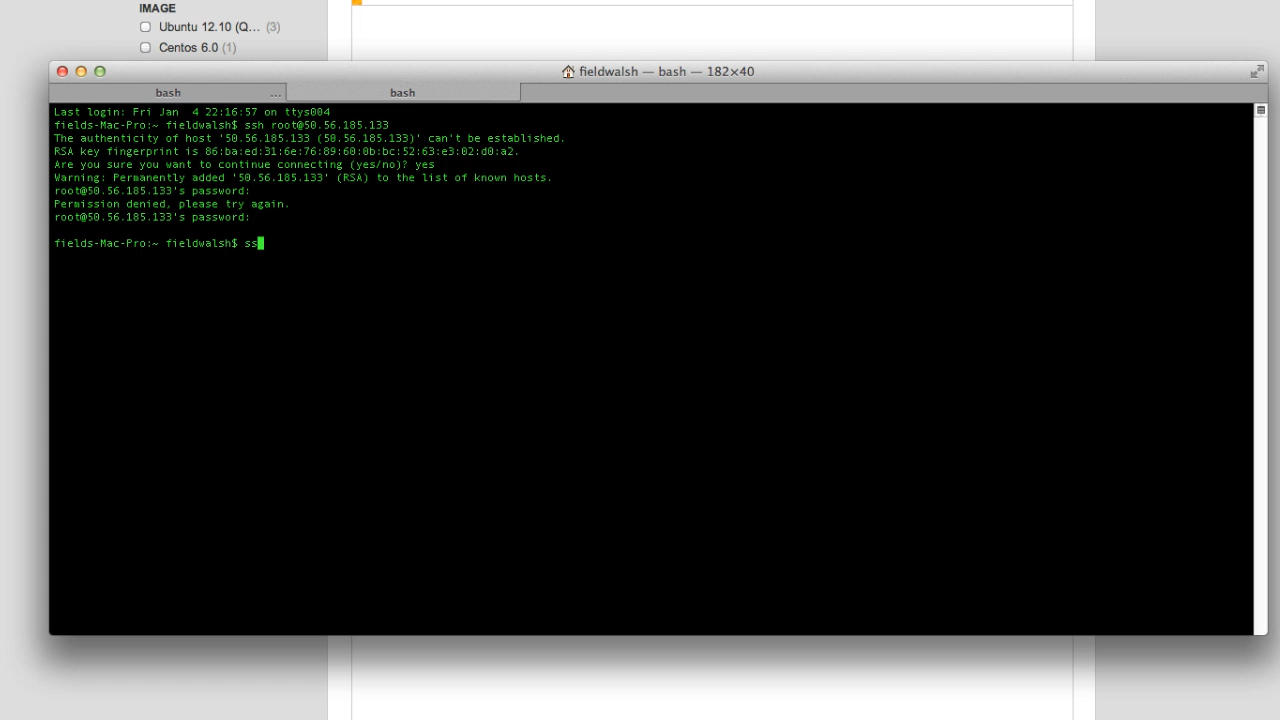 IMAGE
Ubuntu 12.10 (Q... (3)
Centos 6.0 (1)
fieldwalsh — bash — 182×40
bash ... bash
Last login: Fri Jan  4 22:16:57 on ttys004
fields-Mac-Pro:~ fieldwalsh$ ssh root@50.56.185.133
The authenticity of host '50.56.185.133 (50.56.185.133)' can't be established.
RSA key fingerprint is 86:ba:ed:31:6e:76:89:60:0b:bc:52:63:e3:02:d0:a2.
Are you sure you want to continue connecting (yes/no)? yes
Warning: Permanently added '50.56.185.133' (RSA) to the list of known hosts.
root@50.56.185.133's password:
Permission denied, please try again.
root@50.56.185.133's password:
fields-Mac-Pro:~ fieldwalsh$ ss